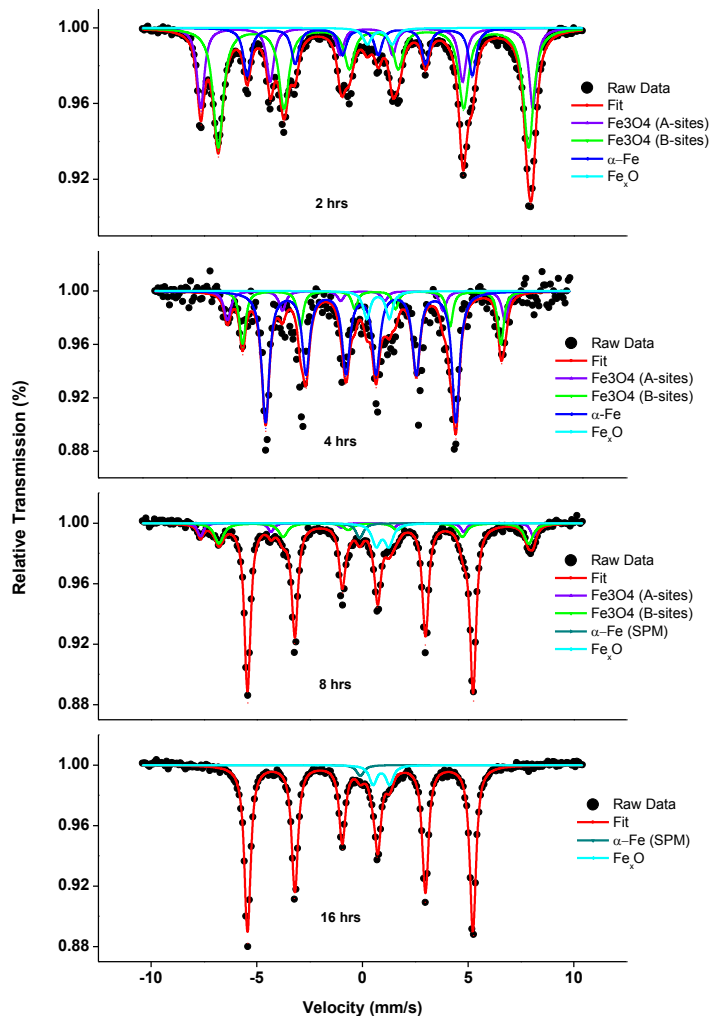 Relative Transmission (%)
1.00
0.96
0.92
2 hrs
Raw Data
Fit
Fe3O4 (A-sites)
Fe3O4 (B-sites)
α−Fe
FexO
1.00
0.96
0.92
0.88
4 hrs
Raw Data
Fit
Fe3O4 (A-sites)
Fe3O4 (B-sites)
α-Fe
FexO
1.00
0.96
0.92
0.88
8 hrs
Raw Data
Fit
Fe3O4 (A-sites)
Fe3O4 (B-sites)
α−Fe (SPM)
FexO
1.00
0.96
0.92
0.88
16 hrs
Raw Data
Fit
α−Fe (SPM)
FexO
-10 -5 0 5 10
Velocity (mm/s)